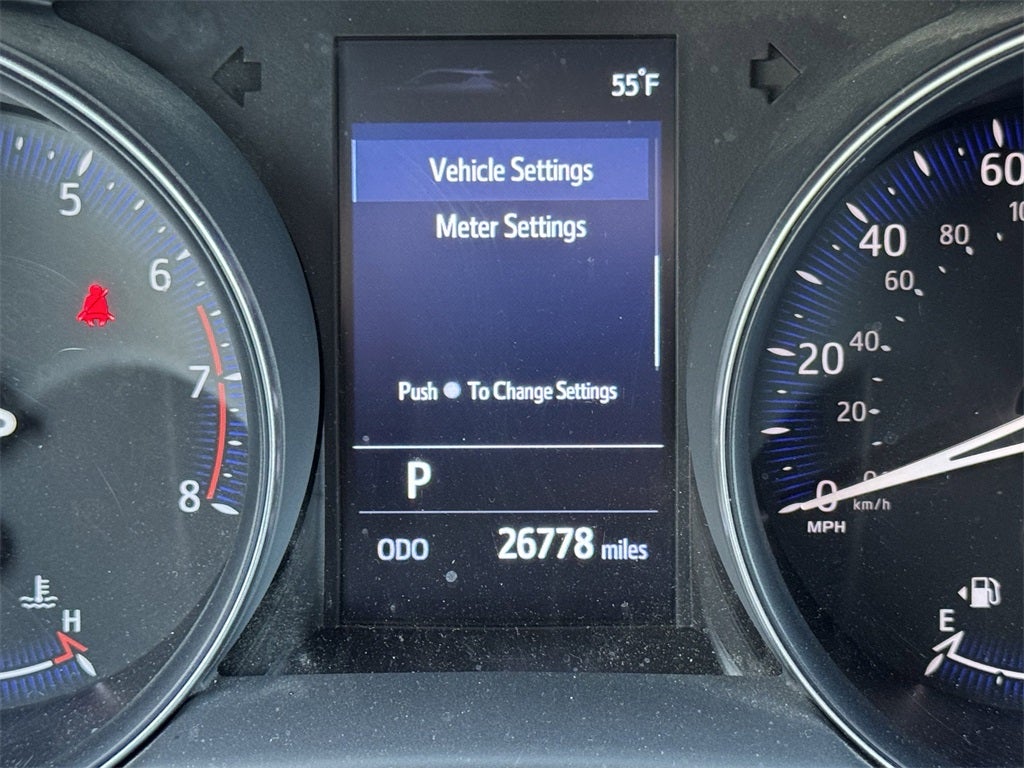 55°F
Vehicle Settings
Meter Settings
Push To Change Settings
P
ODO 26778 miles
5
6
7
8
H
60
40
80
60
20
40
20
0
km/h
MPH
E